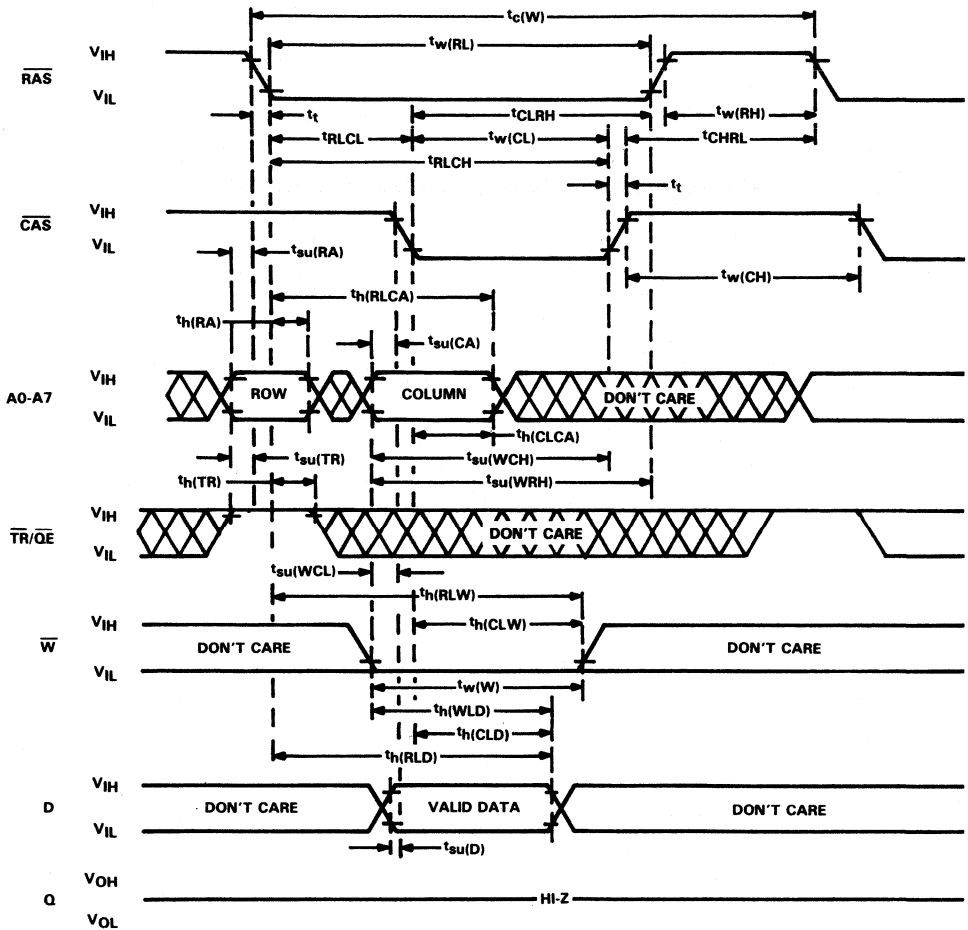 tc(W)
VIH
tw(RL)
RAS
VIL
tt
tCLRH
tw(RH)
tRLCL
tw(CL)
tCHRL
tRLCH
tt
VIH
CAS
VIL
tsu(RA)
tw(CH)
th(RLCA)
th(RA)
tsu(CA)
VIH
A0-A7
ROW
COLUMN
DON'T CARE
VIL
th(CLCA)
tsu(TR)
tsu(WCH)
th(TR)
tsu(WRH)
VIH
TR/QE
DON'T CARE
VIL
tsu(WCL)
th(RLW)
VIH
th(CLW)
W
DON'T CARE
DON'T CARE
VIL
tw(W)
th(WLD)
th(CLD)
th(RLD)
VIH
D
DON'T CARE
VALID DATA
DON'T CARE
VIL
tsu(D)
VOH
Q
HI-Z
VOL